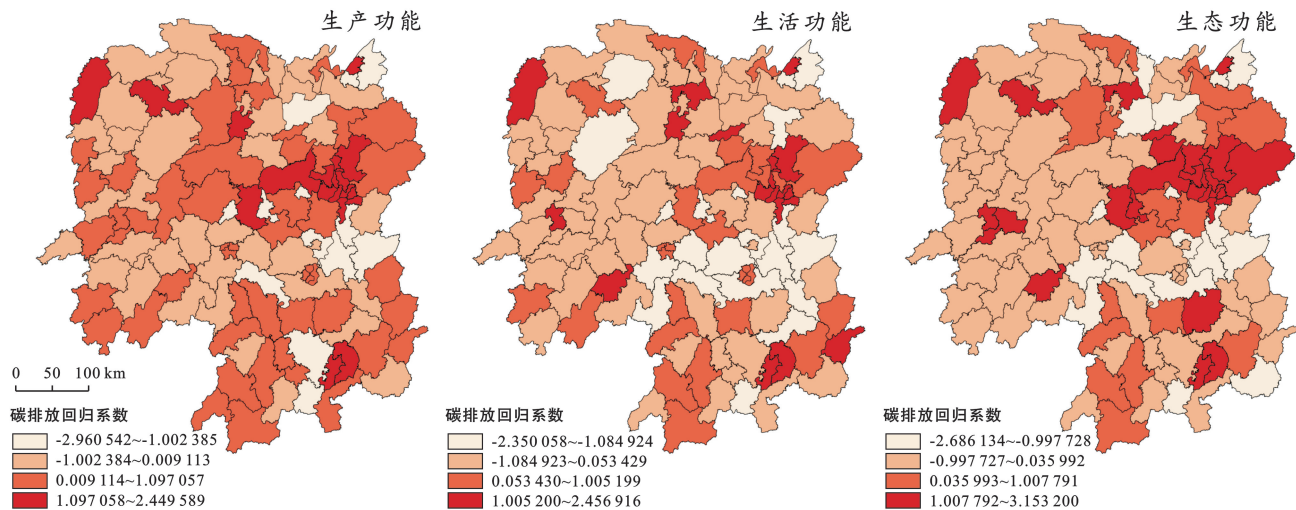 生产功能
生活功能
生态功能
0 50 100 km
碳排放回归系数
-2.960 542~-1.002 385
-1.002 384~0.009 113
0.009 114~1.097 057
1.097 058~2.449 589
碳排放回归系数
-2.350 058~-1.084 924
-1.084 923~0.053 429
0.053 430~1.005 199
1.005 200~2.456 916
碳排放回归系数
-2.686 134~-0.997 728
-0.997 727~0.035 992
0.035 993~1.007 791
1.007 792~3.153 200